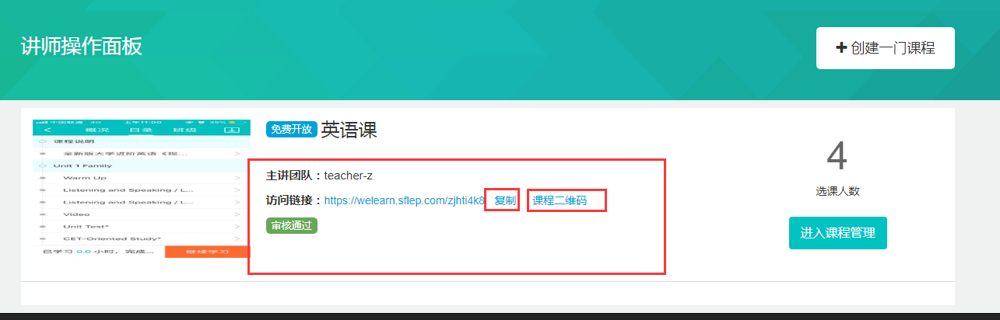 讲师操作面板
创建一门课程
中国联通 4G 上午11:00 35%
概况 目录 班级
课程说明
全新版大学进阶英语《视...
Unit 1 Family
Warm Up
Listening and Speaking / L...
Listening and Speaking / L...
Video
Unit Test*
CET-Oriented Study*
已学习 0.0 小时，完成...
继续学习
免费开放 英语课
主讲团队：teacher-z
访问链接：https://welearn.sflep.com/zjhti4k8 复制 课程二维码
审核通过
4
选课人数
进入课程管理